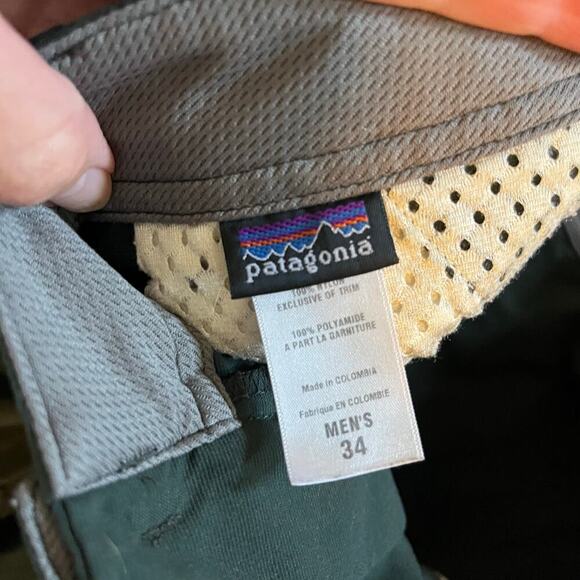 patagonia
100% NYLON
EXCLUSIVE OF TRIM
100% POLYAMIDE
A PART LA GARNITURE
Made in COLOMBIA
Fabriqué EN COLOMBIE
MEN'S
34